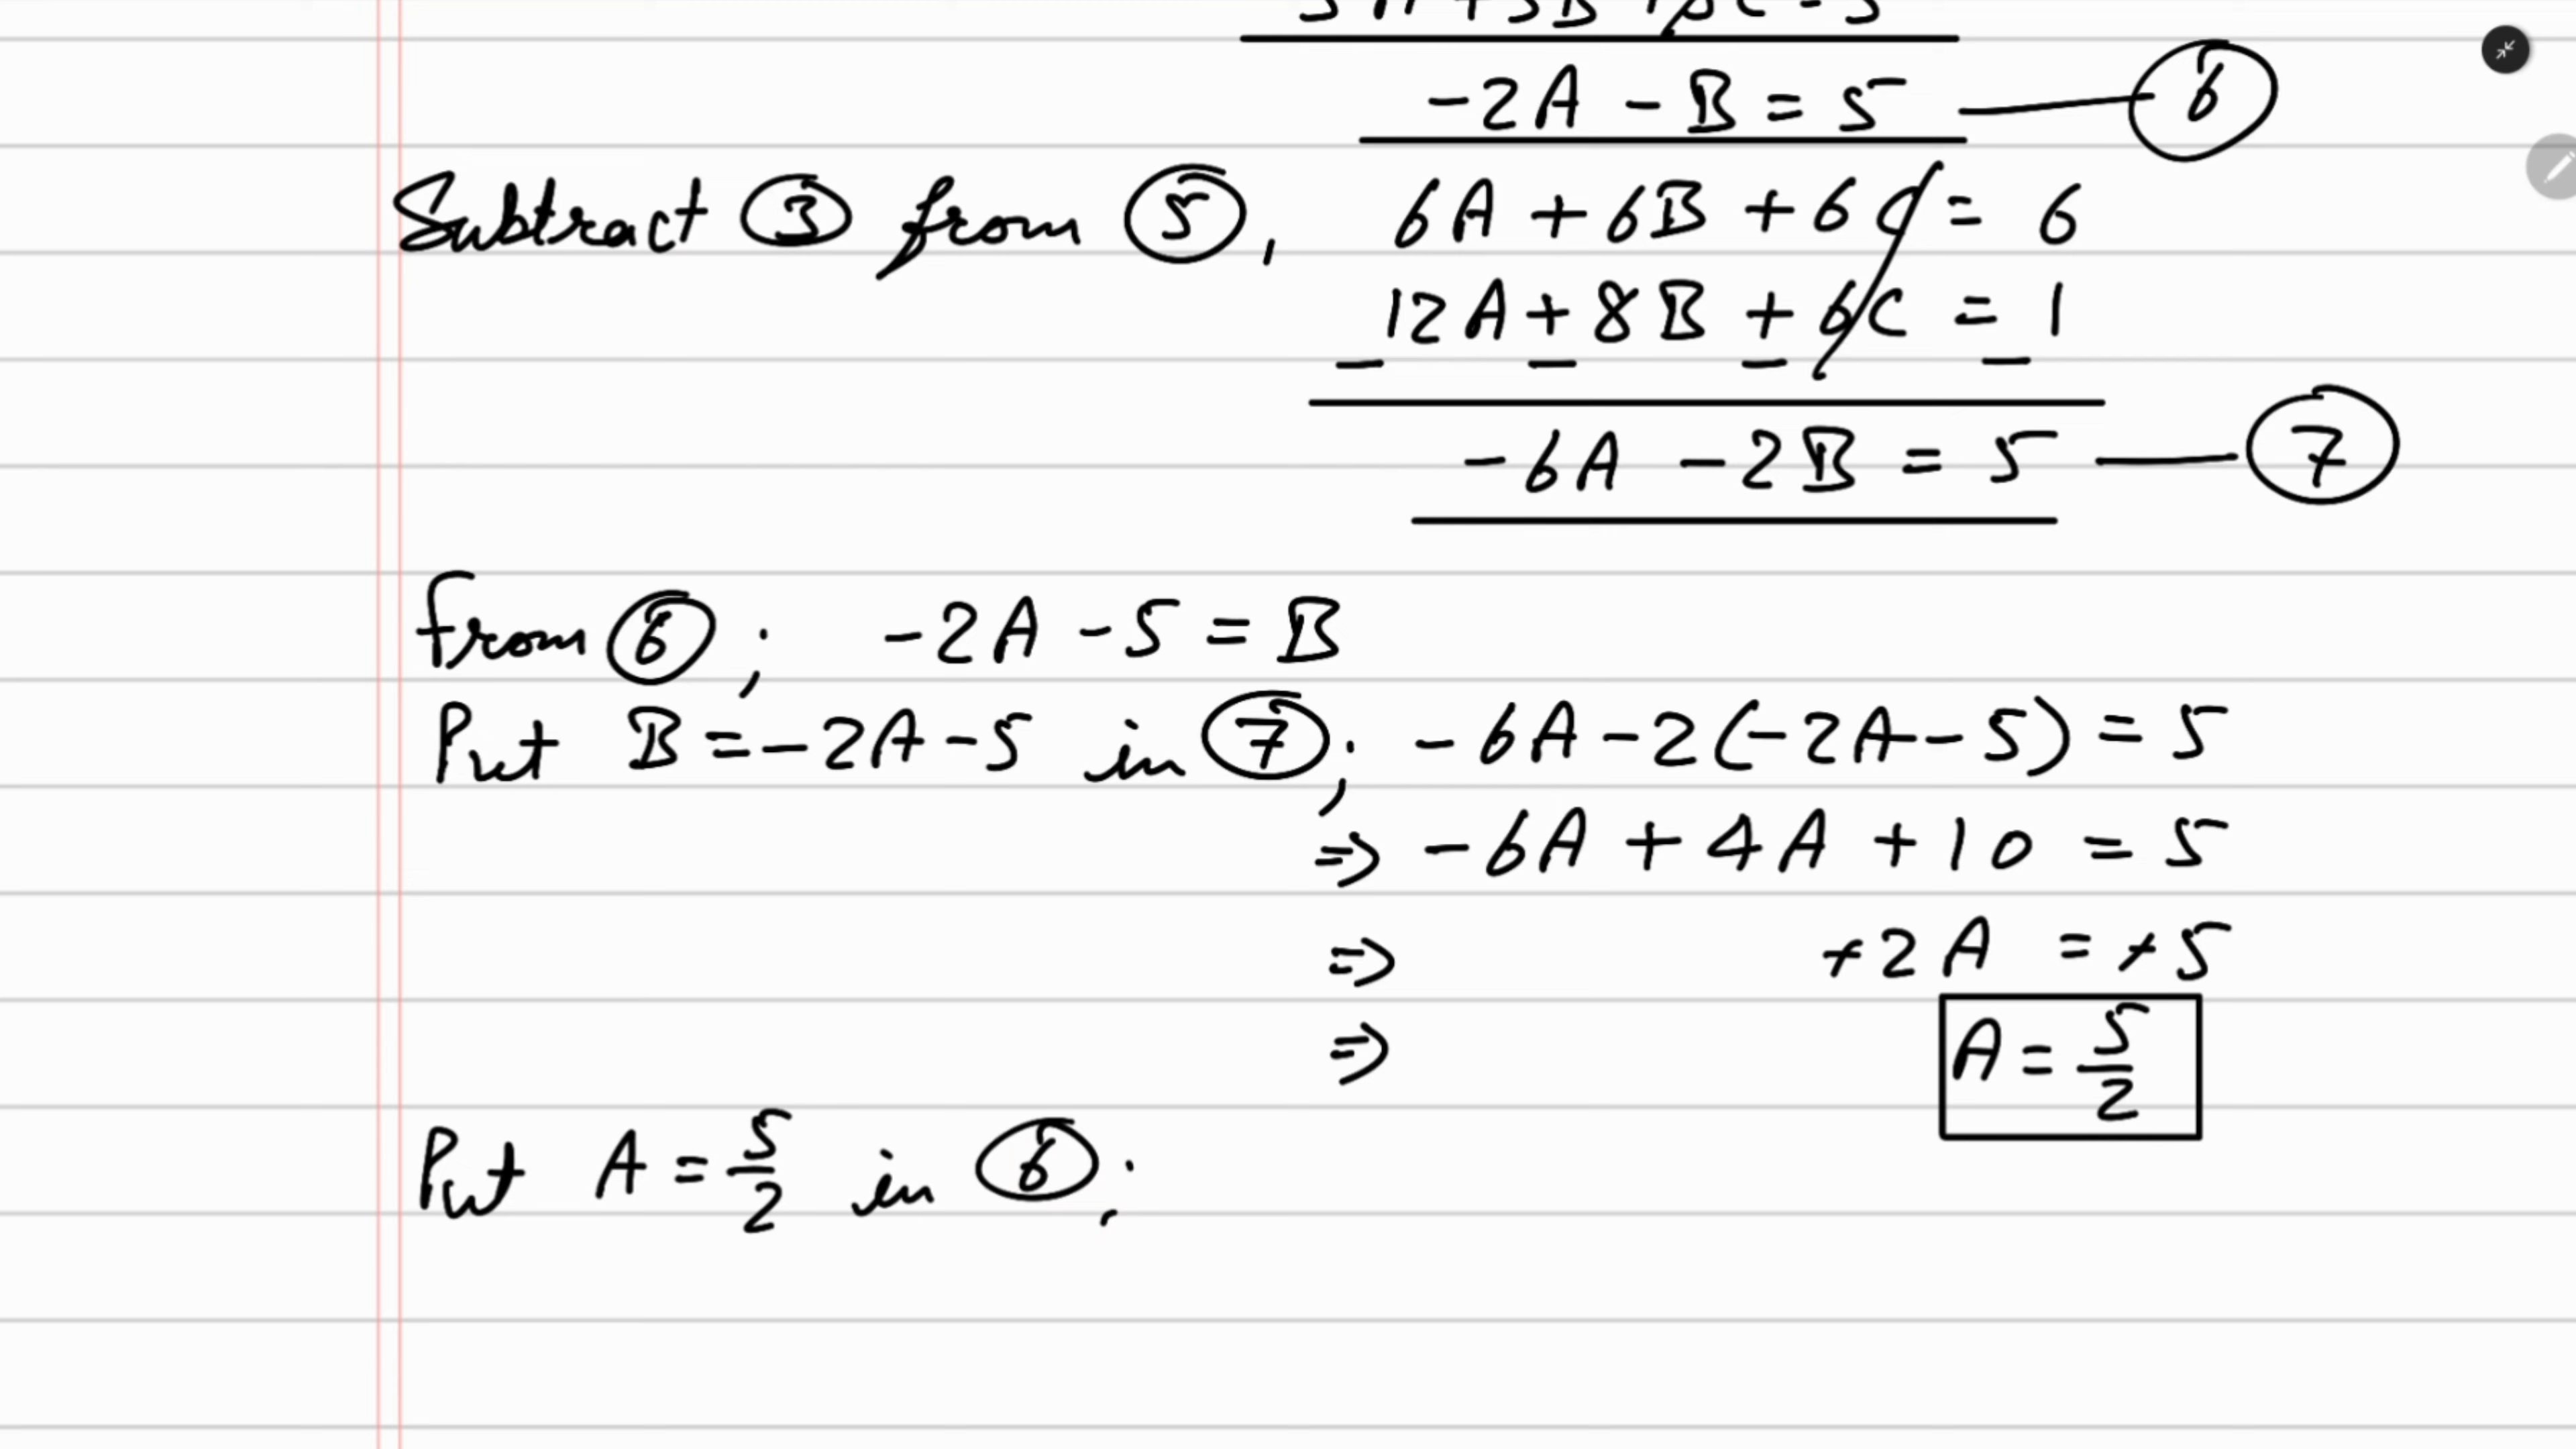 -2A - B = 5 — ⑥
Subtract ③ from ⑤, 6A + 6B + 6C = 6
12A + 8B + 6C = 1
- - - -
-6A - 2B = 5 — ⑦
From ⑥; -2A - 5 = B
Put B = -2A - 5 in ⑦; -6A - 2(-2A - 5) = 5
⇒ -6A + 4A + 10 = 5
⇒ +2A = +5
⇒ A = 5/2
Put A = 5/2 in ⑥;